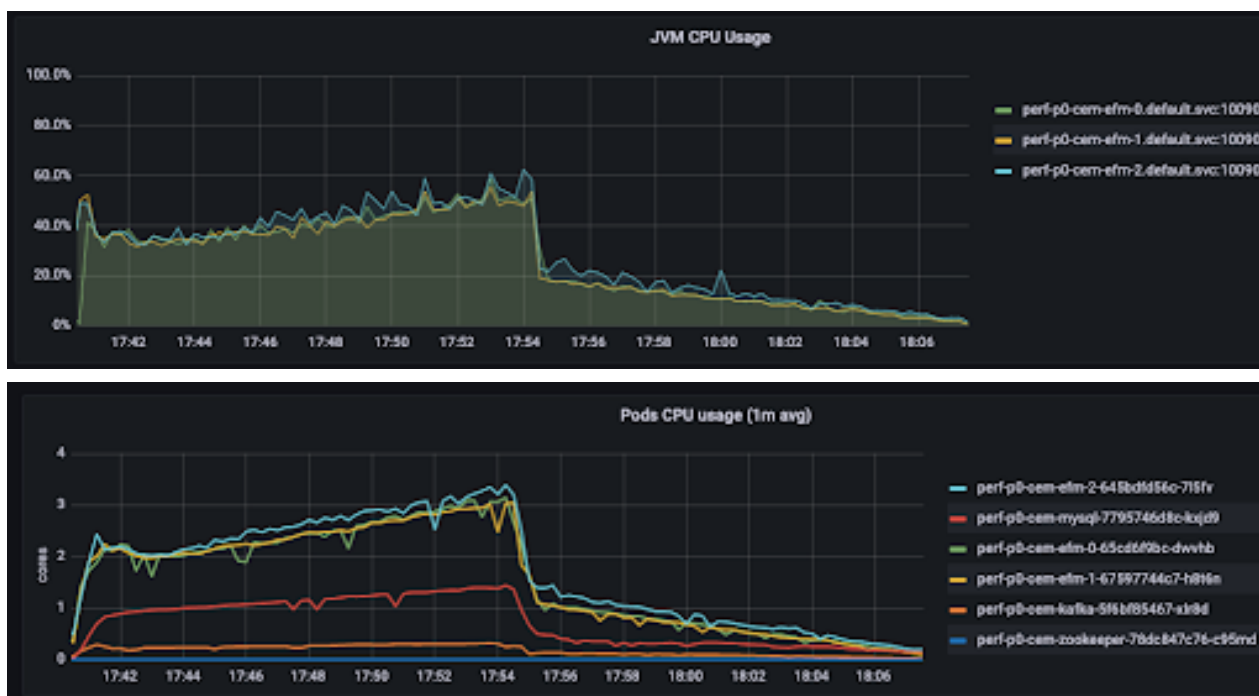 JVM CPU Usage
100.0%
80.0%
60.0%
40.0%
20.0%
0%
17:42 17:44 17:46 17:48 17:50 17:52 17:54 17:56 17:58 18:00 18:02 18:04 18:06
perf-p0-cem-efm-0.default.svc:10090
perf-p0-cem-efm-1.default.svc:10090
perf-p0-cem-efm-2.default.svc:10090
Pods CPU usage (1m avg)
cores
4
3
2
1
0
17:42 17:44 17:46 17:48 17:50 17:52 17:54 17:56 17:58 18:00 18:02 18:04 18:06
perf-p0-cem-efm-2-645bdfd56c-7l5fv
perf-p0-cem-mysql-7795746d8c-kxjd9
perf-p0-cem-efm-0-65cd6f9bc-dwvhb
perf-p0-cem-efm-1-67597744c7-h8t6n
perf-p0-cem-kafka-5f6bf85467-xlr8d
perf-p0-cem-zookeeper-78dc847c76-c95md